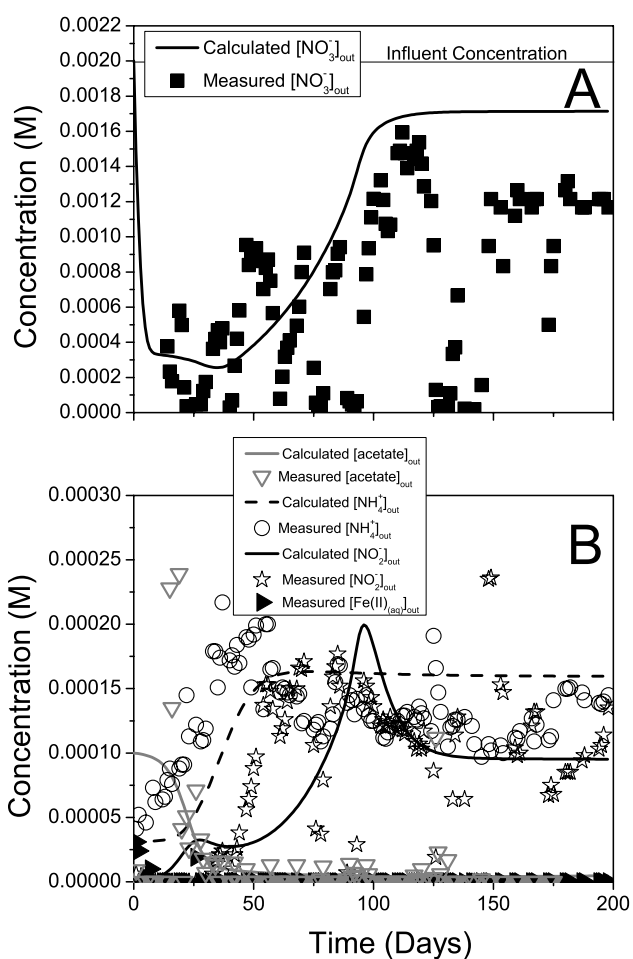 0.0022
0.0020
0.0018
0.0016
0.0014
0.0012
0.0010
0.0008
0.0006
0.0004
0.0002
0.0000
Concentration (M)
Calculated [NO₃⁻]out
Measured [NO₃⁻]out
Influent Concentration
A
Calculated [acetate]out
Measured [acetate]out
Calculated [NH₄⁺]out
Measured [NH₄⁺]out
Calculated [NO₂⁻]out
Measured [NO₂⁻]out
Measured [Fe(II)(aq)]out
B
0.00030
0.00025
0.00020
0.00015
0.00010
0.00005
0.00000
Concentration (M)
0 50 100 150 200
Time (Days)